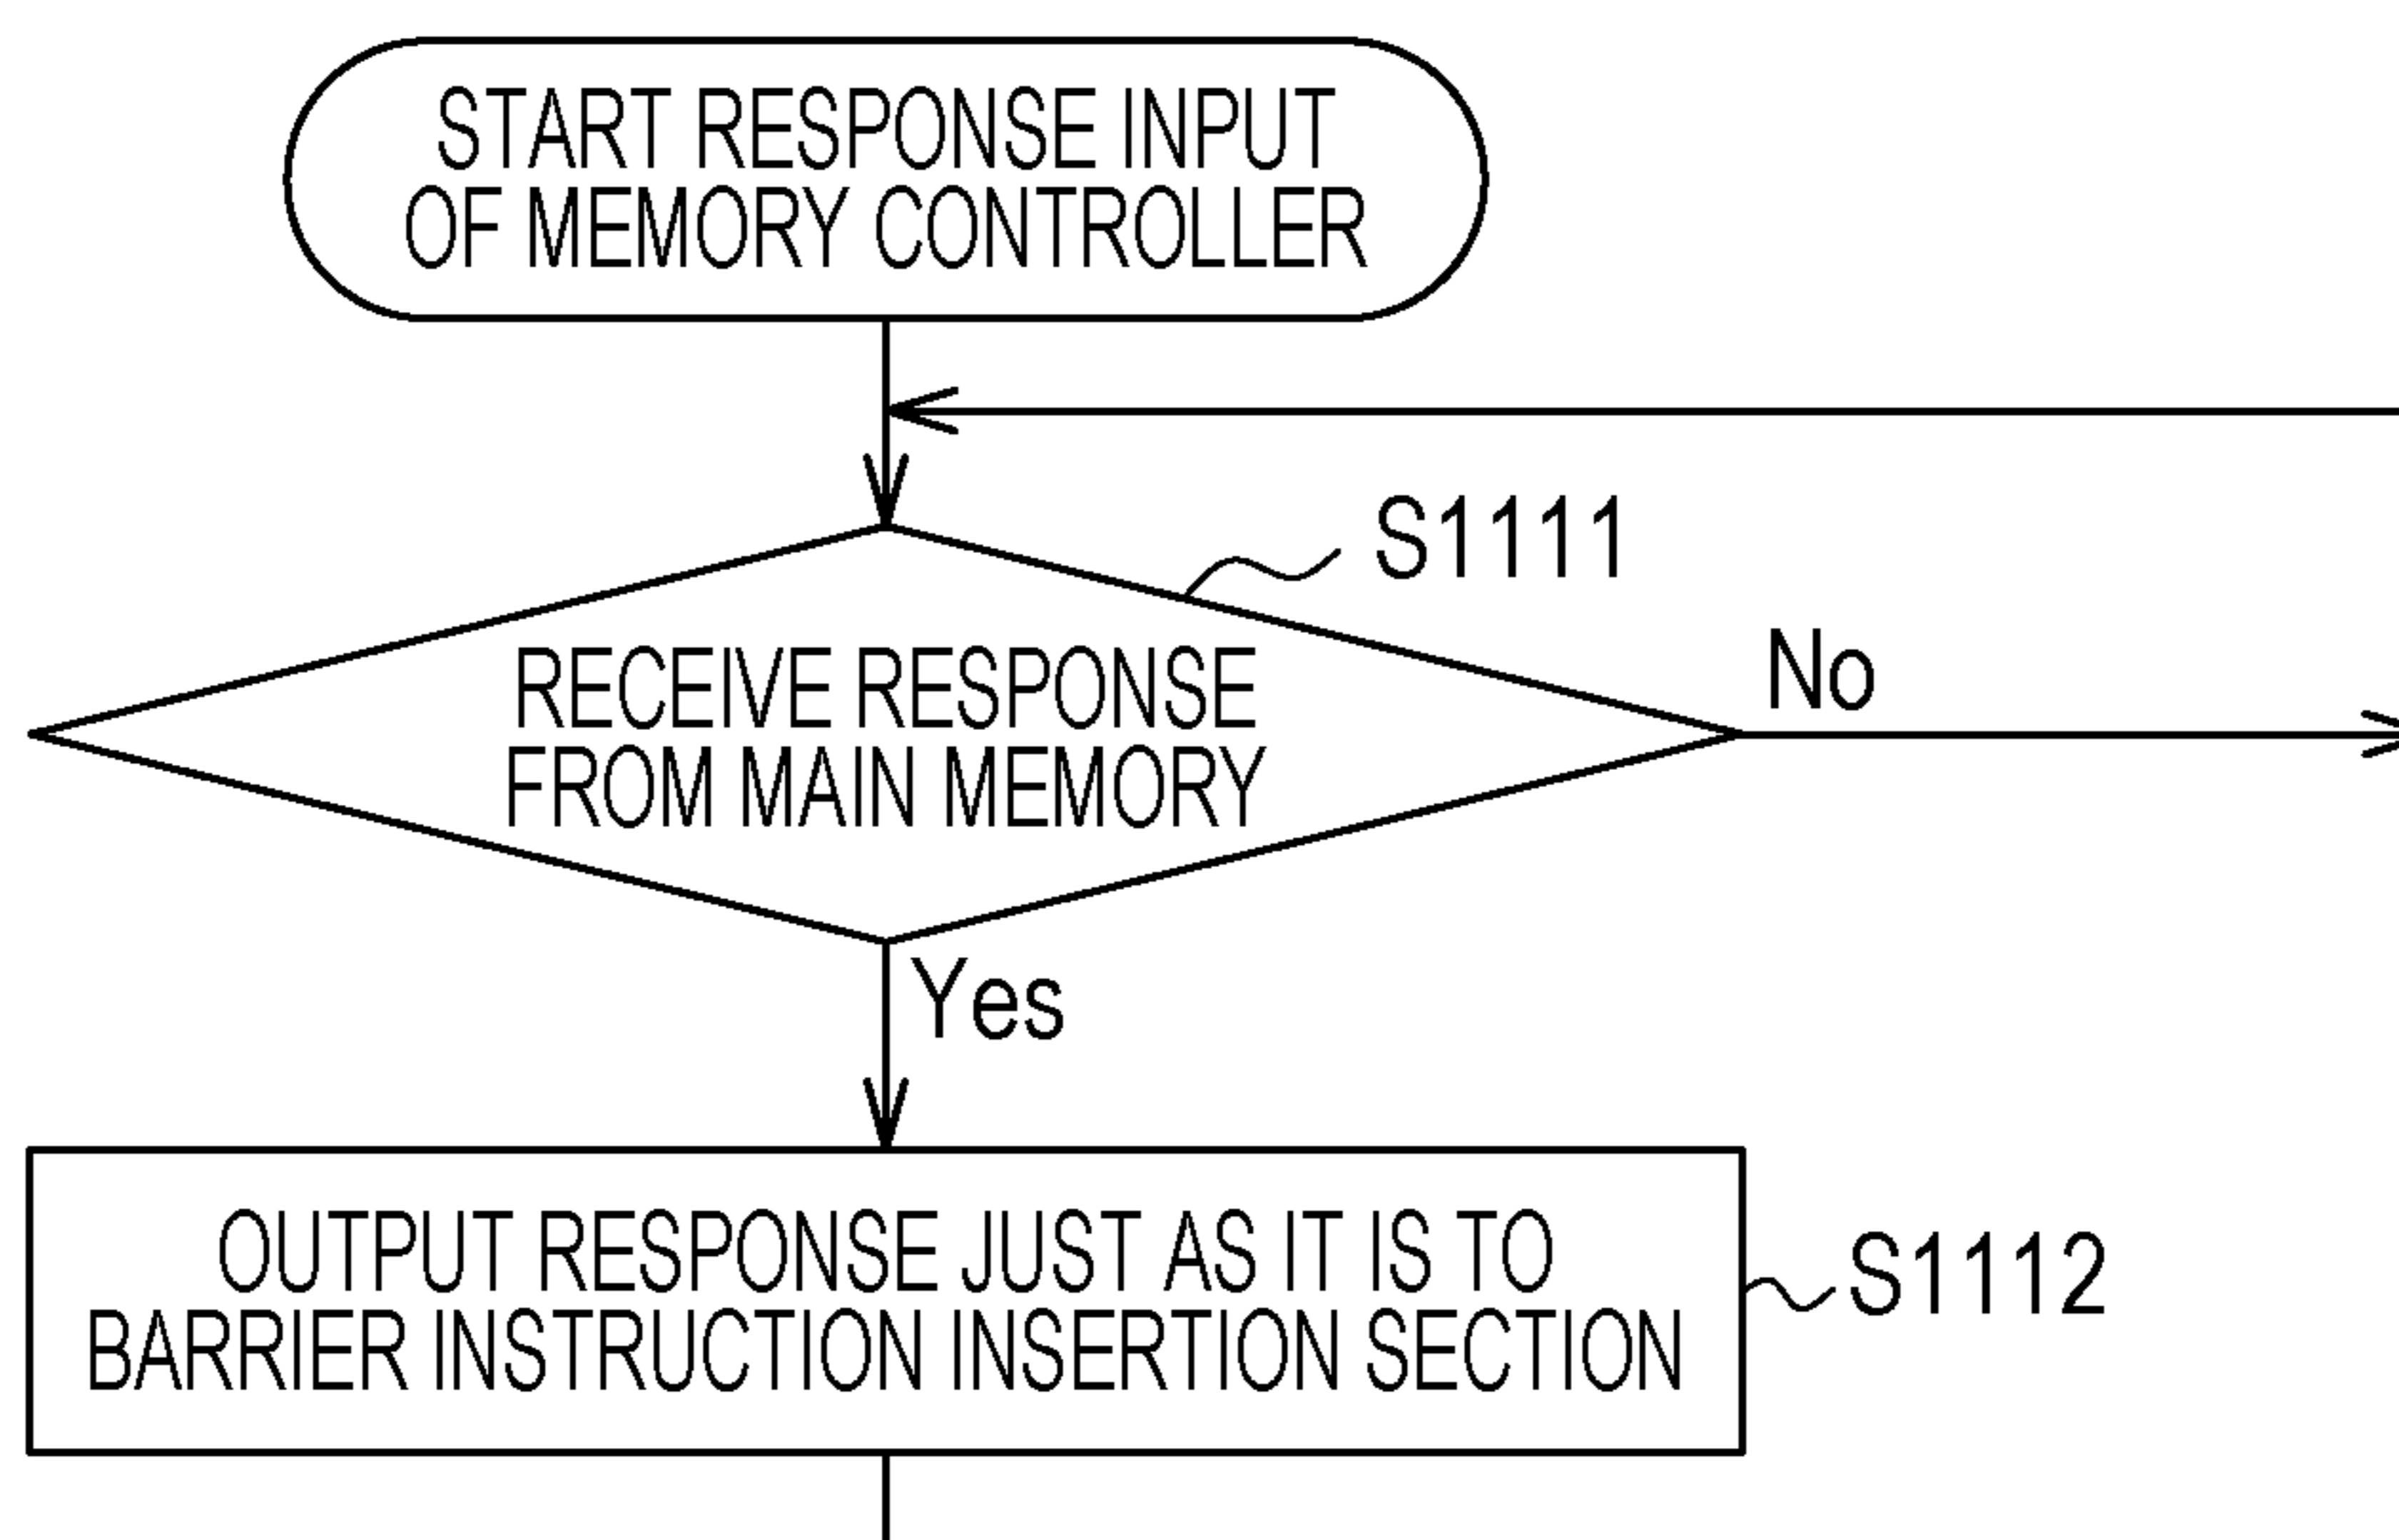 START RESPONSE INPUT
OF MEMORY CONTROLLER
S1111
RECEIVE RESPONSE
FROM MAIN MEMORY
No
Yes
OUTPUT RESPONSE JUST AS IT IS TO
BARRIER INSTRUCTION INSERTION SECTION
S1112